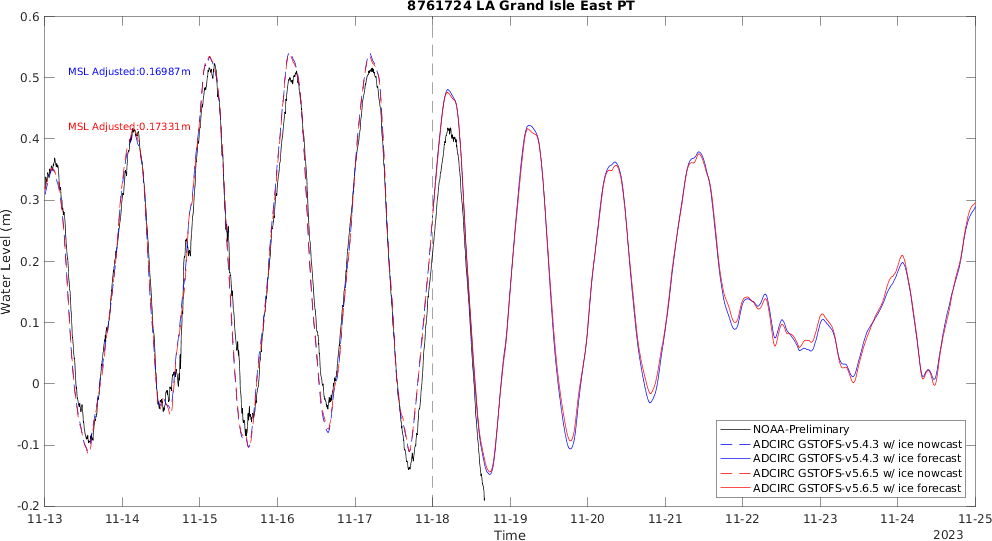 8761724 LA Grand Isle East PT
0.6
0.5
0.4
0.3
0.2
0.1
0
-0.1
-0.2
Water Level (m)
MSL Adjusted:0.16987m
MSL Adjusted:0.17331m
NOAA-Preliminary
ADCIRC GSTOFS-v5.4.3 w/ ice nowcast
ADCIRC GSTOFS-v5.4.3 w/ ice forecast
ADCIRC GSTOFS-v5.6.5 w/ ice nowcast
ADCIRC GSTOFS-v5.6.5 w/ ice forecast
11-13 11-14 11-15 11-16 11-17 11-18 11-19 11-20 11-21 11-22 11-23 11-24 11-25
Time
2023